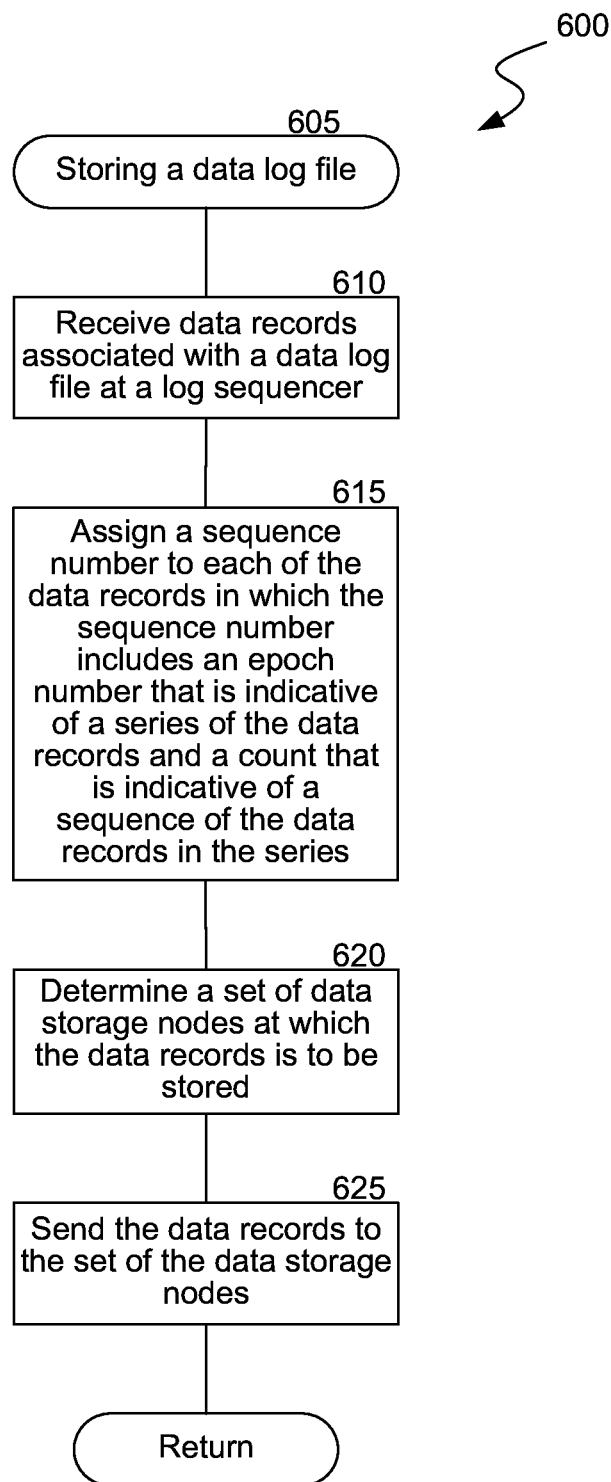 600
605
Storing a data log file
610
Receive data records
associated with a data log
file at a log sequencer
615
Assign a sequence
number to each of the
data records in which the
sequence number
includes an epoch
number that is indicative
of a series of the data
records and a count that
is indicative of a
sequence of the data
records in the series
620
Determine a set of data
storage nodes at which
the data records is to be
stored
625
Send the data records to
the set of the data storage
nodes
Return